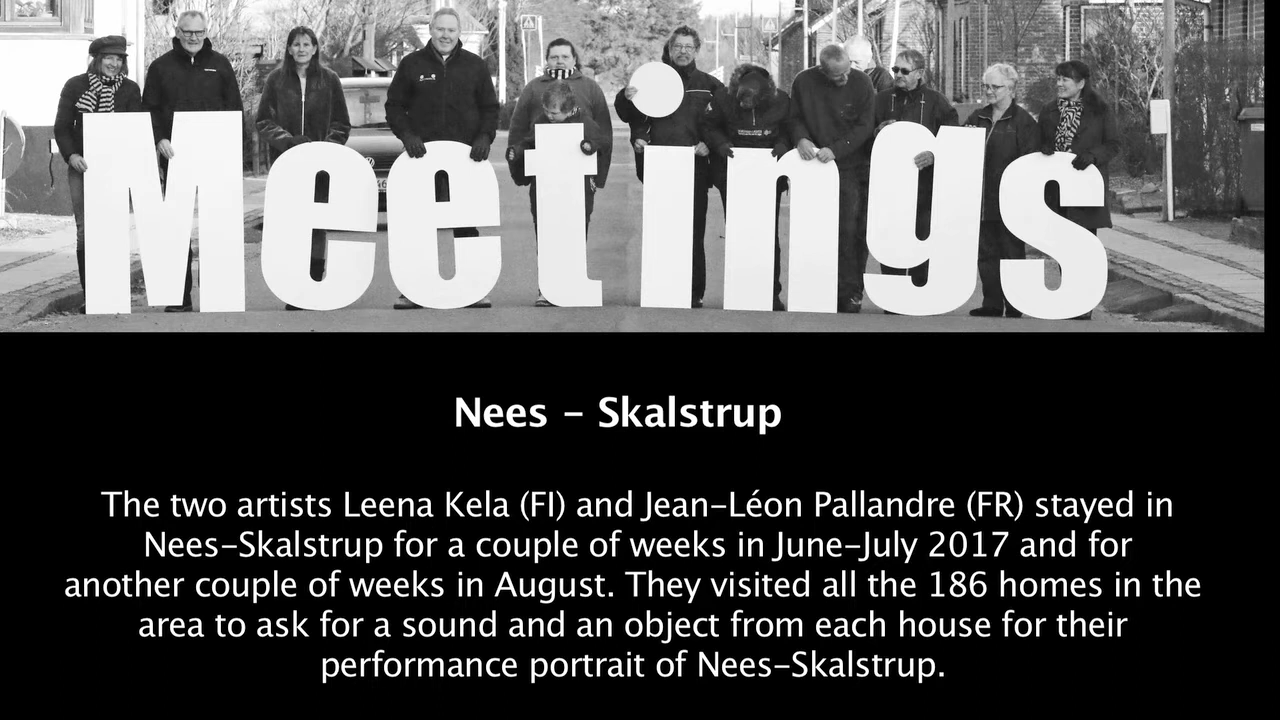 Meetings
Nees – Skalstrup
The two artists Leena Kela (FI) and Jean–Léon Pallandre (FR) stayed in
Nees–Skalstrup for a couple of weeks in June–July 2017 and for
another couple of weeks in August. They visited all the 186 homes in the
area to ask for a sound and an object from each house for their
performance portrait of Nees–Skalstrup.